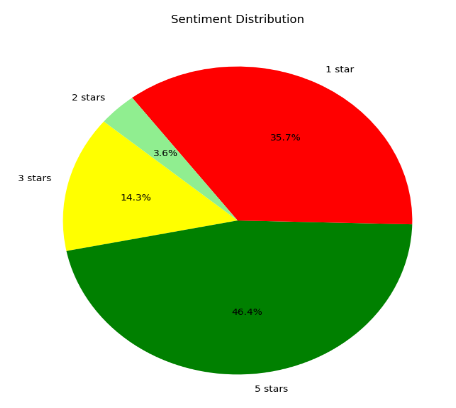 Sentiment Distribution
1 star
2 stars
35.7%
3.6%
3 stars
14.3%
46.4%
5 stars